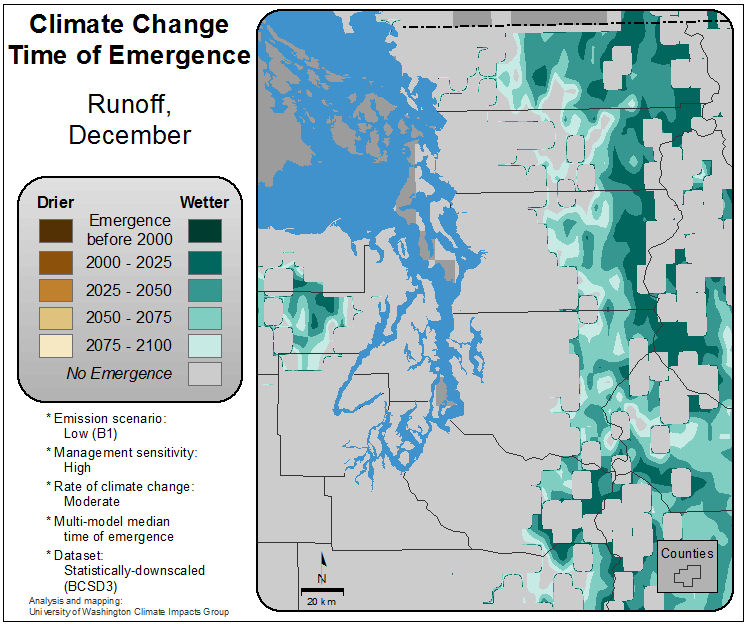 Climate Change
Time of Emergence
Runoff,
December
Drier
Wetter
Emergence
before 2000
2000 - 2025
2025 - 2050
2050 - 2075
2075 - 2100
No Emergence
* Emission scenario:
Low (B1)
* Management sensitivity:
High
* Rate of climate change:
Moderate
* Multi-model median
time of emergence
* Dataset:
Statistically-downscaled
(BCSD3)
Analysis and mapping:
University of Washington Climate Impacts Group
N
20 km
Counties